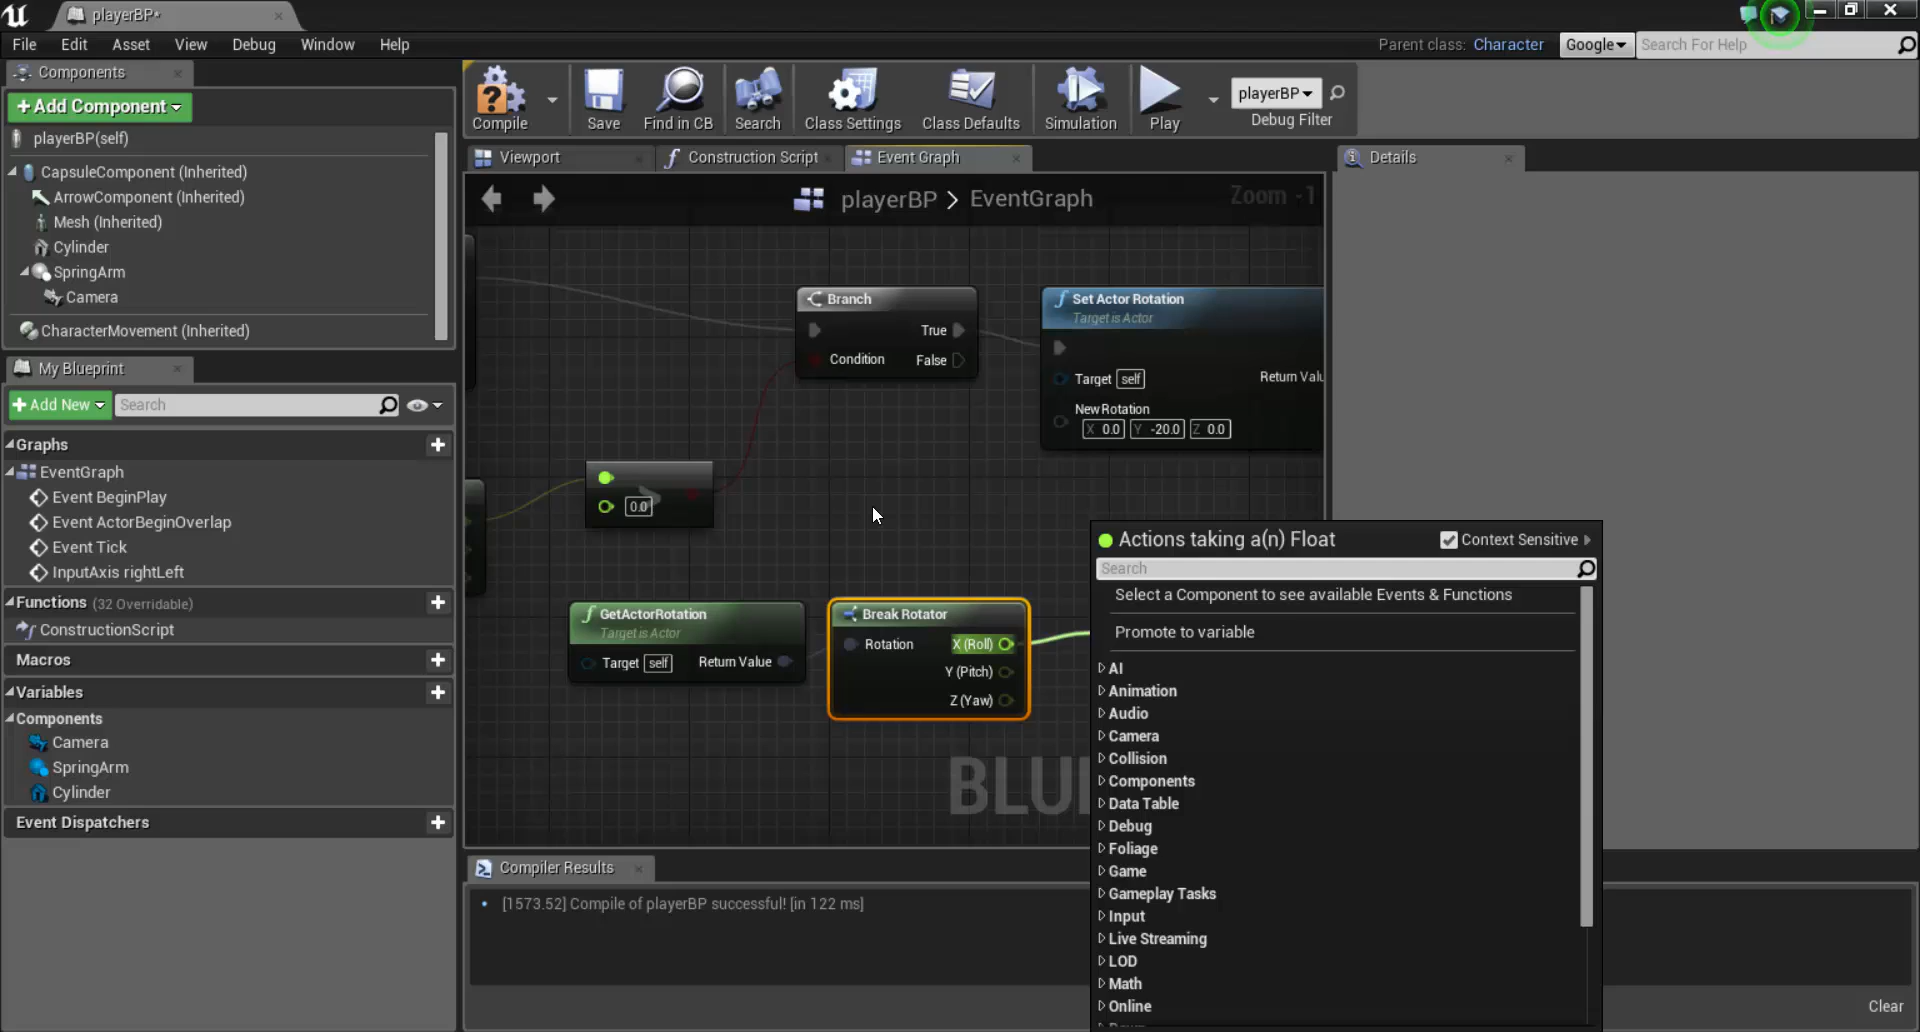 playerBP*
File Edit Asset View Debug Window Help
Parent class: Character Google Search For Help
Components
+ Add Component
playerBP(self)
CapsuleComponent (Inherited)
ArrowComponent (Inherited)
Mesh (Inherited)
Cylinder
SpringArm
Camera
CharacterMovement (Inherited)
My Blueprint
+ Add New Search
Graphs
EventGraph
Event BeginPlay
Event ActorBeginOverlap
Event Tick
InputAxis rightLeft
Functions (32 Overridable)
ConstructionScript
Macros
Variables
Components
Camera
SpringArm
Cylinder
Event Dispatchers
Compile Save Find in CB Search Class Settings Class Defaults Simulation Play
playerBP
Debug Filter
Viewport Construction Script Event Graph
playerBP > EventGraph
Zoom -1
Branch
True
Condition False
Set Actor Rotation
Target is Actor
Target self Return Valu
New Rotation
X 0.0 Y -20.0 Z 0.0
>
0.0
GetActorRotation
Target is Actor
Target self Return Value
Break Rotator
Rotation X (Roll)
Y (Pitch)
Z (Yaw)
BLU
Actions taking a(n) Float Context Sensitive
Search
Select a Component to see available Events & Functions
Promote to variable
AI
Animation
Audio
Camera
Collision
Components
Data Table
Debug
Foliage
Game
Gameplay Tasks
Input
Live Streaming
LOD
Math
Online
Details
Compiler Results
[1573.52] Compile of playerBP successful! [in 122 ms]
Clear